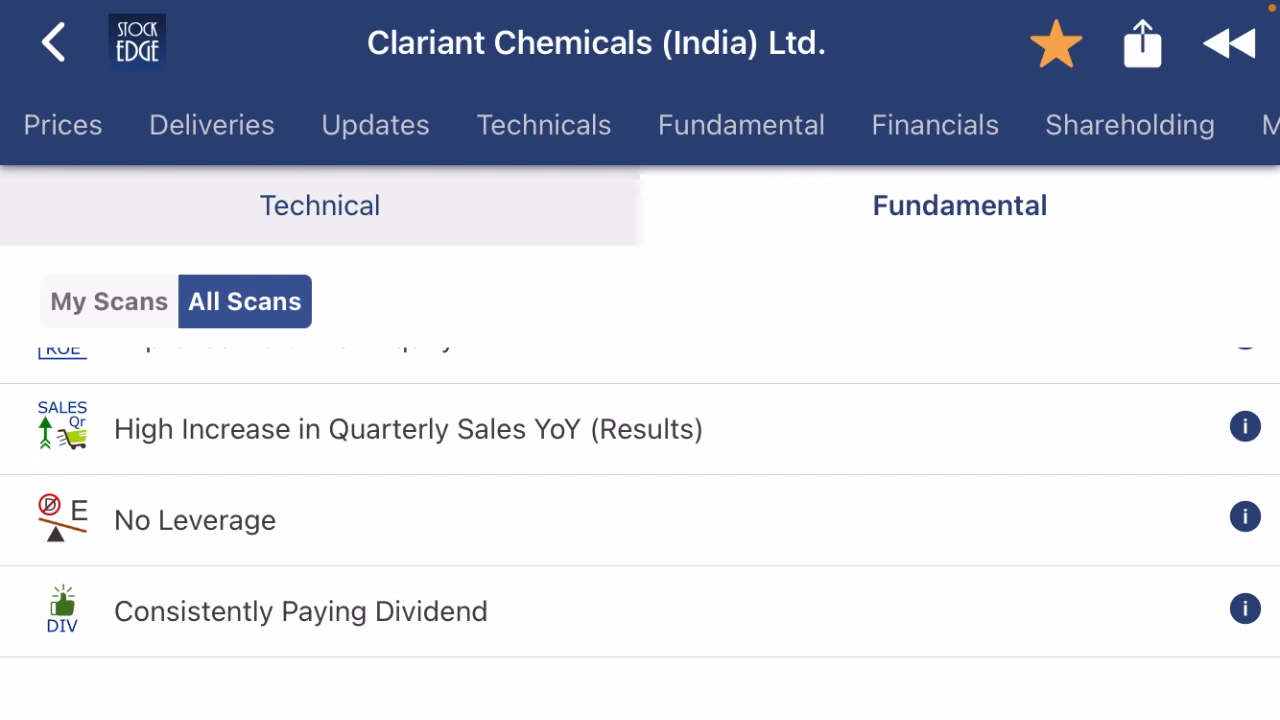 STOCK
EDGE
Clariant Chemicals (India) Ltd.
Prices Deliveries Updates Technicals Fundamental Financials Shareholding M
Technical Fundamental
My Scans All Scans
SALES
Qr
High Increase in Quarterly Sales YoY (Results)
i
D E
No Leverage
i
DIV
Consistently Paying Dividend
i